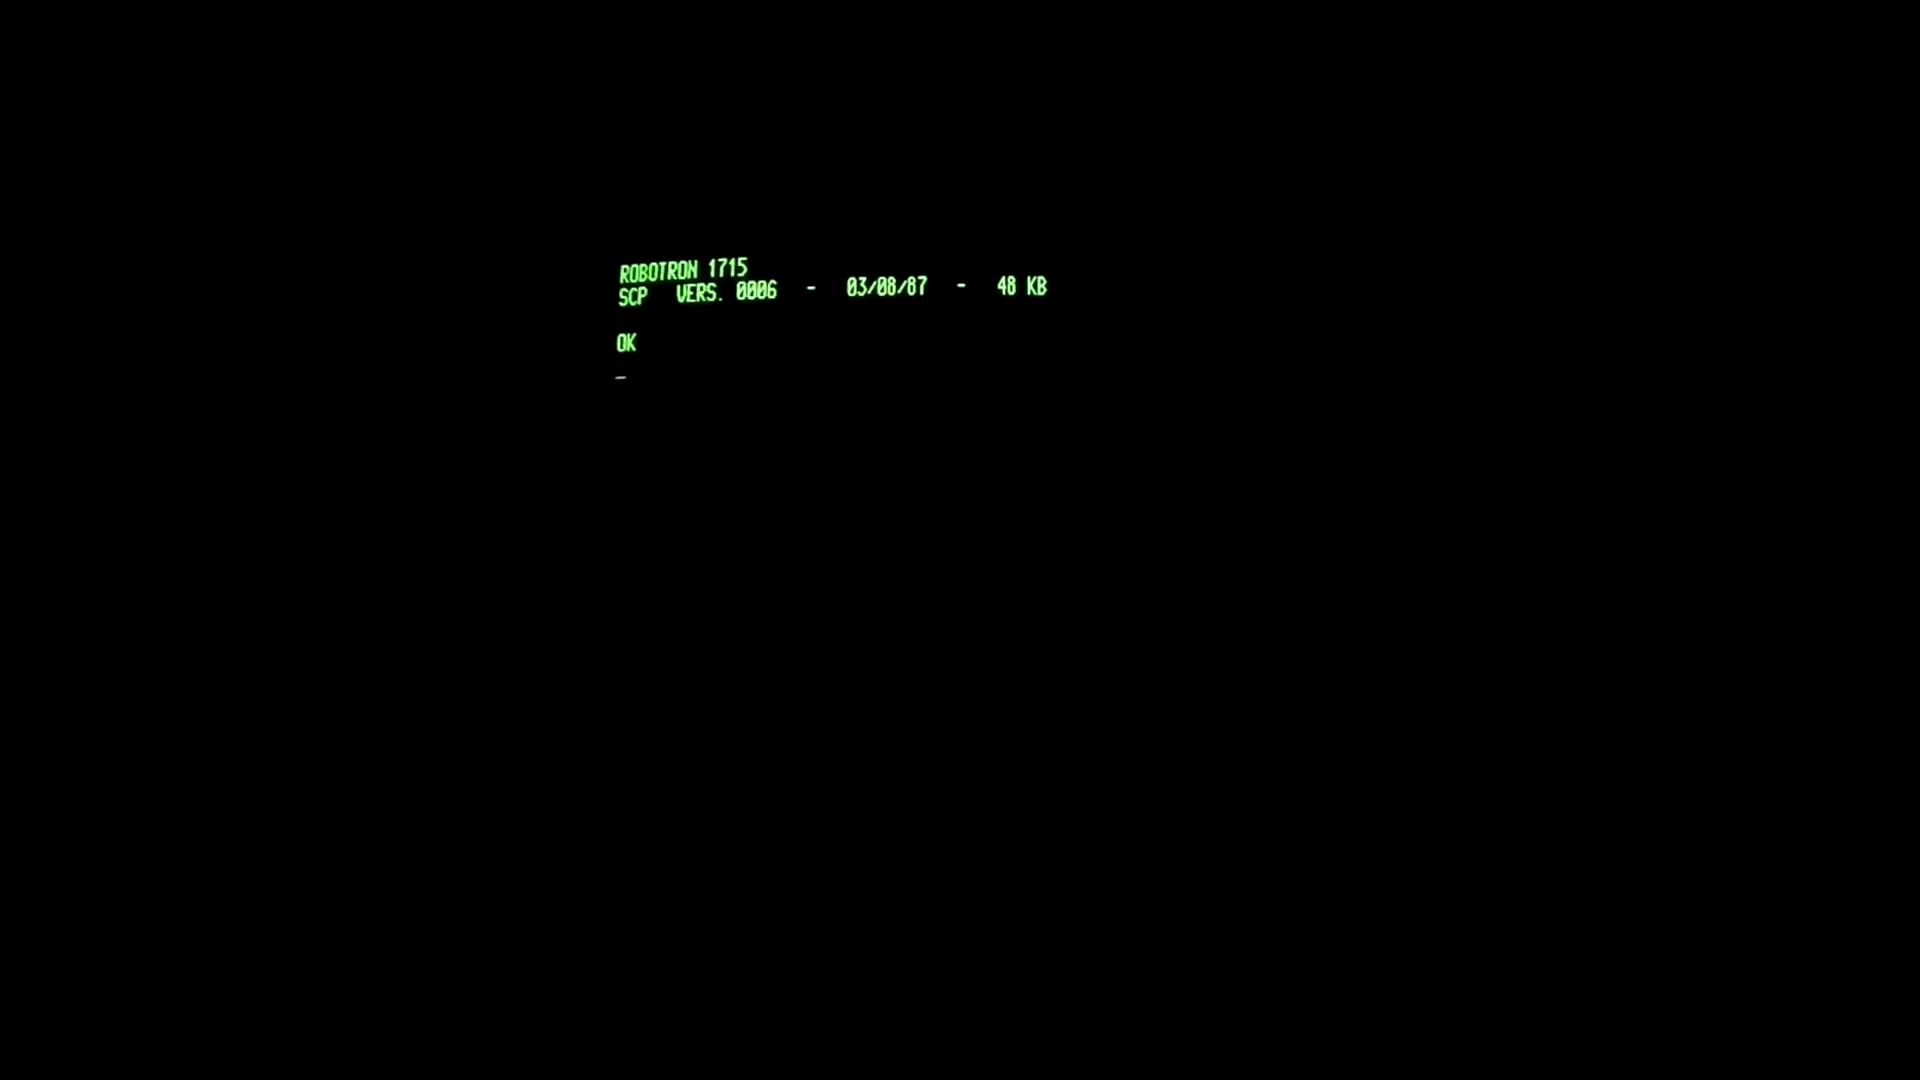 ROBOTRON 1715
SCP VERS. 0006 - 03/08/87 - 48 KB
OK
_